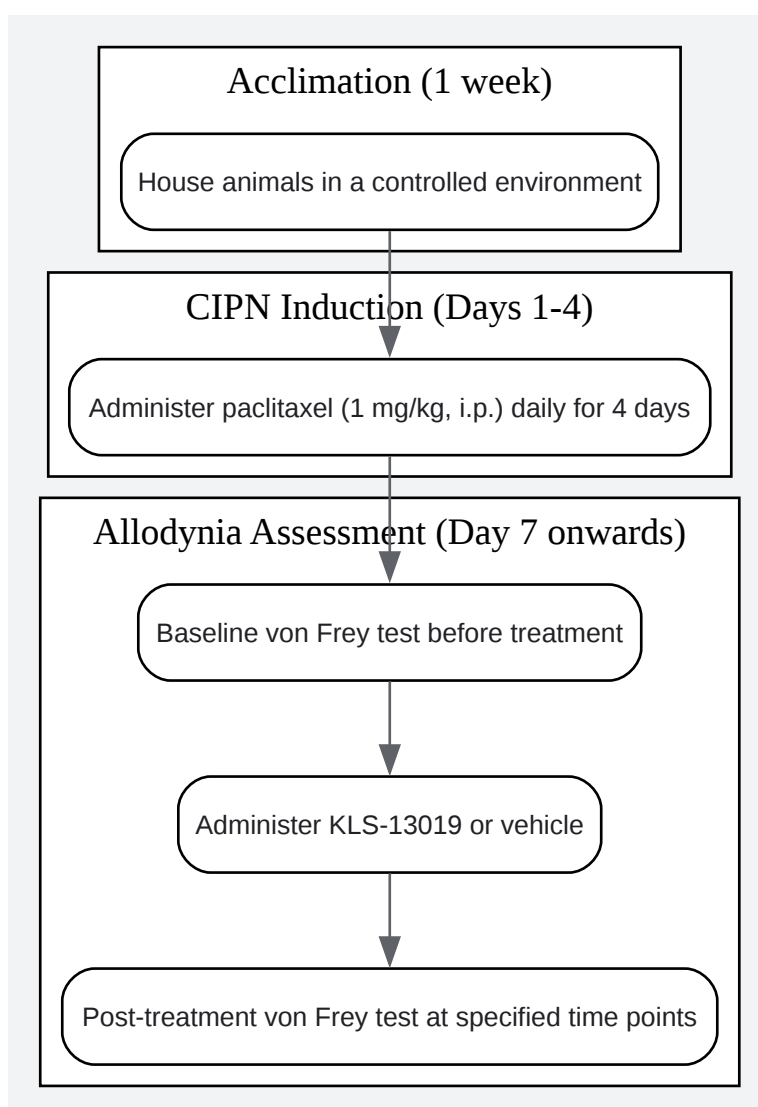 Acclimation (1 week)
House animals in a controlled environment
CIPN Induction (Days 1-4)
Administer paclitaxel (1 mg/kg, i.p.) daily for 4 days
Allodynia Assessment (Day 7 onwards)
Baseline von Frey test before treatment
Administer KLS-13019 or vehicle
Post-treatment von Frey test at specified time points